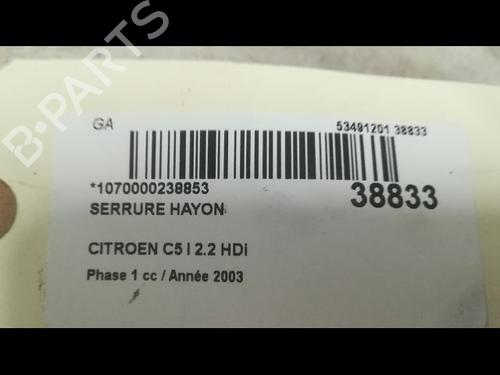 B-PARTS
GA
53491201 38833
*1070000238853
38833
SERRURE HAYON
CITROEN C5 I 2.2 HDi
Phase 1 cc / Année 2003